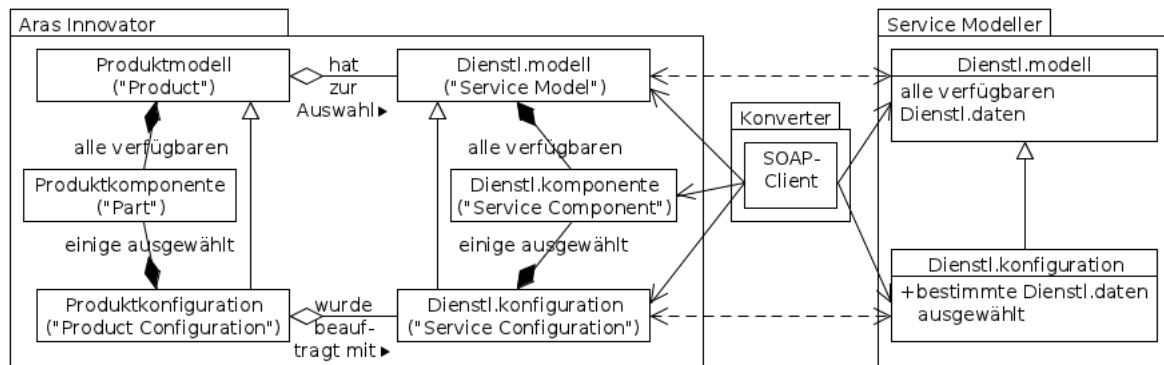 Aras Innovator
Produktmodell
("Product")
hat
zur
Auswahl▸
Dienstl.modell
("Service Model")
alle verfügbaren
alle verfügbaren
Produktkomponente
("Part")
Dienstl.komponente
("Service Component")
einige ausgewählt
einige ausgewählt
Produktkonfiguration
("Product Configuration")
wurde
beauf-
tragt mit▸
Dienstl.konfiguration
("Service Configuration")
Konverter
SOAP-
Client
Service Modeller
Dienstl.modell
alle verfügbaren
Dienstl.daten
Dienstl.konfiguration
+bestimmte Dienstl.daten
ausgewählt